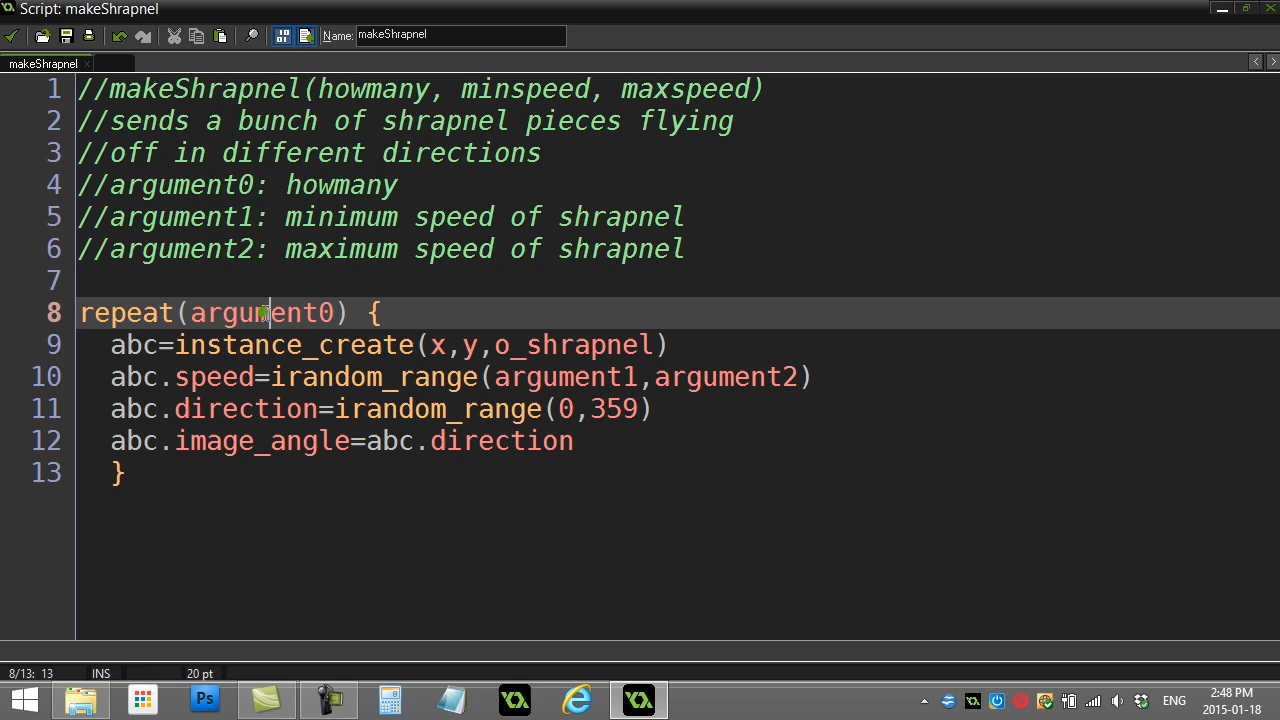 Script: makeShrapnel
Name: makeShrapnel
makeShrapnel
1 //makeShrapnel(howmany, minspeed, maxspeed)
2 //sends a bunch of shrapnel pieces flying
3 //off in different directions
4 //argument0: howmany
5 //argument1: minimum speed of shrapnel
6 //argument2: maximum speed of shrapnel
7
8 repeat(argument0) {
9 abc=instance_create(x,y,o_shrapnel)
10 abc.speed=irandom_range(argument1,argument2)
11 abc.direction=irandom_range(0,359)
12 abc.image_angle=abc.direction
13 }
8/13: 13 INS 20 pt
Ps ENG 2:48 PM
2015-01-18